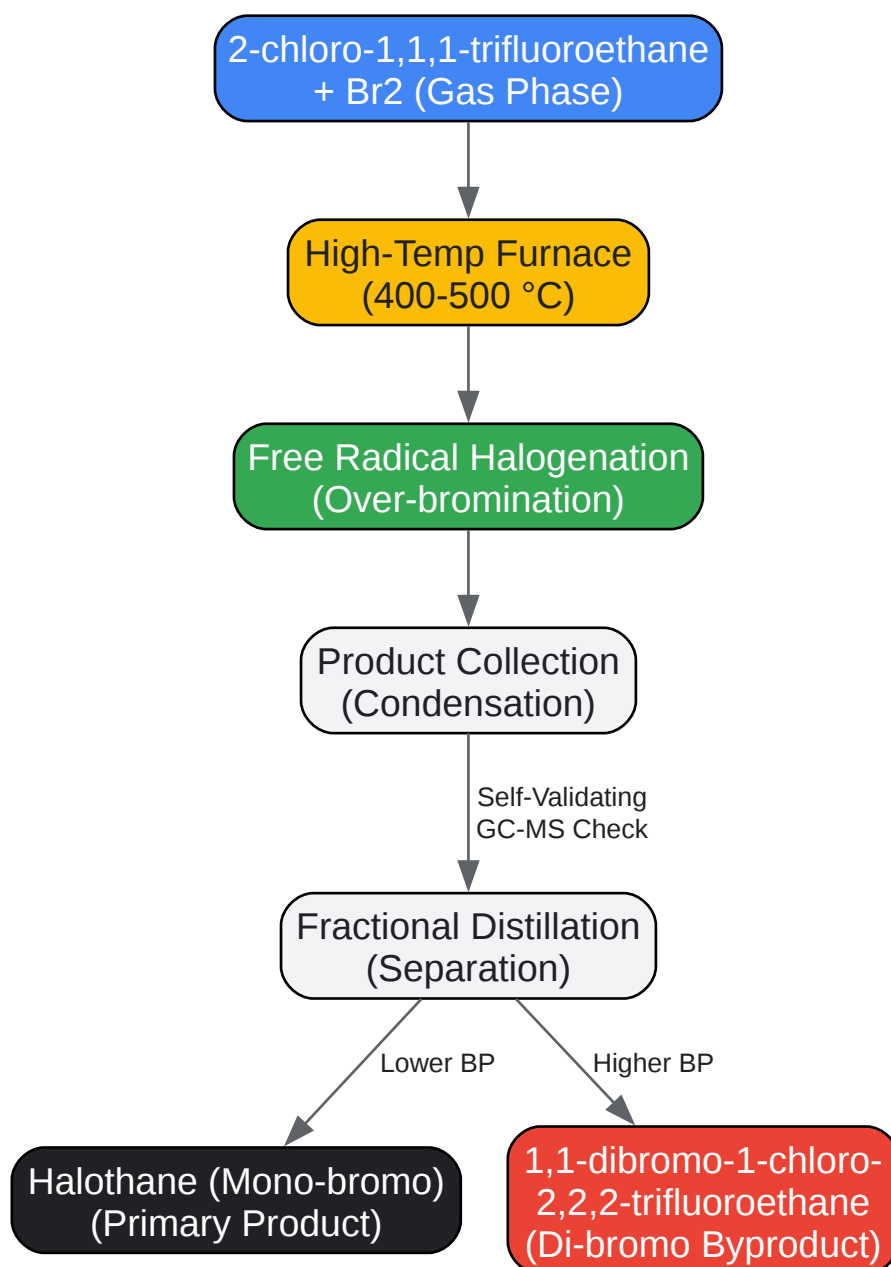 2-chloro-1,1,1-trifluoroethane
+ Br2 (Gas Phase)
High-Temp Furnace
(400-500 °C)
Free Radical Halogenation
(Over-bromination)
Product Collection
(Condensation)
Self-Validating
GC-MS Check
Fractional Distillation
(Separation)
Lower BP
Higher BP
Halothane (Mono-bromo)
(Primary Product)
1,1-dibromo-1-chloro-
2,2,2-trifluoroethane
(Di-bromo Byproduct)